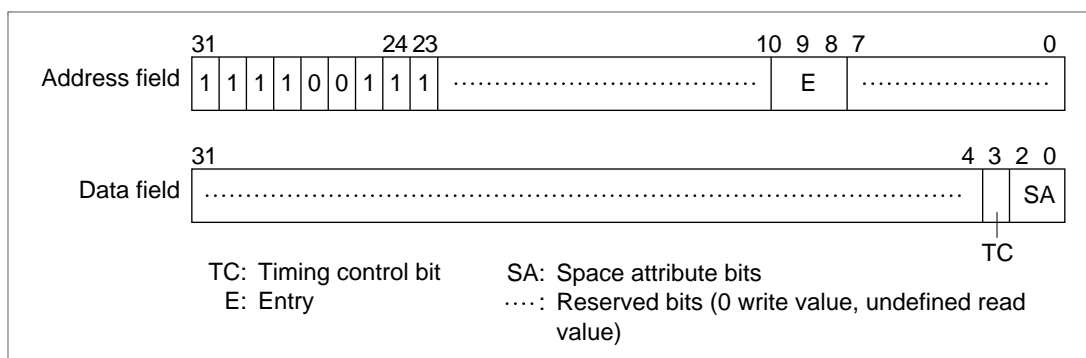 31 24 23 10 9 8 7 0
Address field 1 1 1 1 0 0 1 1 1 E
31 4 3 2 0
Data field SA
TC
TC: Timing control bit SA: Space attribute bits
E: Entry ····: Reserved bits (0 write value, undefined read
value)